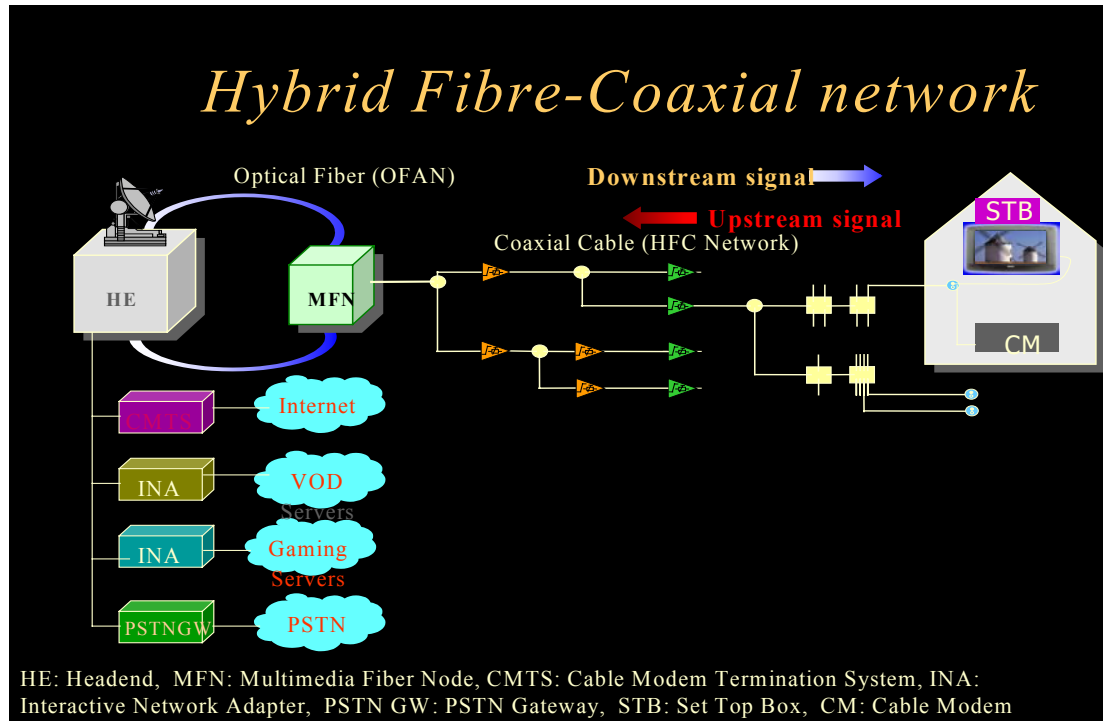 Hybrid Fibre-Coaxial network
Optical Fiber (OFAN)
Downstream signal
Upstream signal
Coaxial Cable (HFC Network)
STB
HE
MFN
CM
CMTS
Internet
INA
VOD
Servers
INA
Gaming
Servers
PSTNGW
PSTN
HE: Headend, MFN: Multimedia Fiber Node, CMTS: Cable Modem Termination System, INA:
Interactive Network Adapter, PSTN GW: PSTN Gateway, STB: Set Top Box, CM: Cable Modem